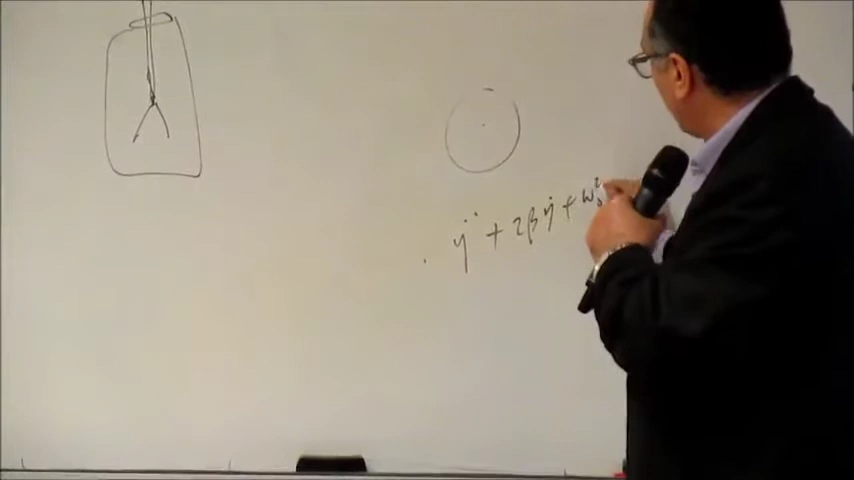 ÿ + 2βẏ + ω₀²